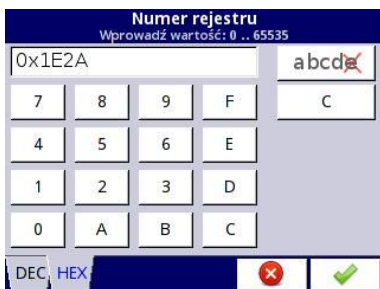 Numer rejestru
Wprowadź wartość: 0 .. 65535
0x1E2A
abcde
7 8 9 F C
4 5 6 E
1 2 3 D
0 A B C
DEC HEX